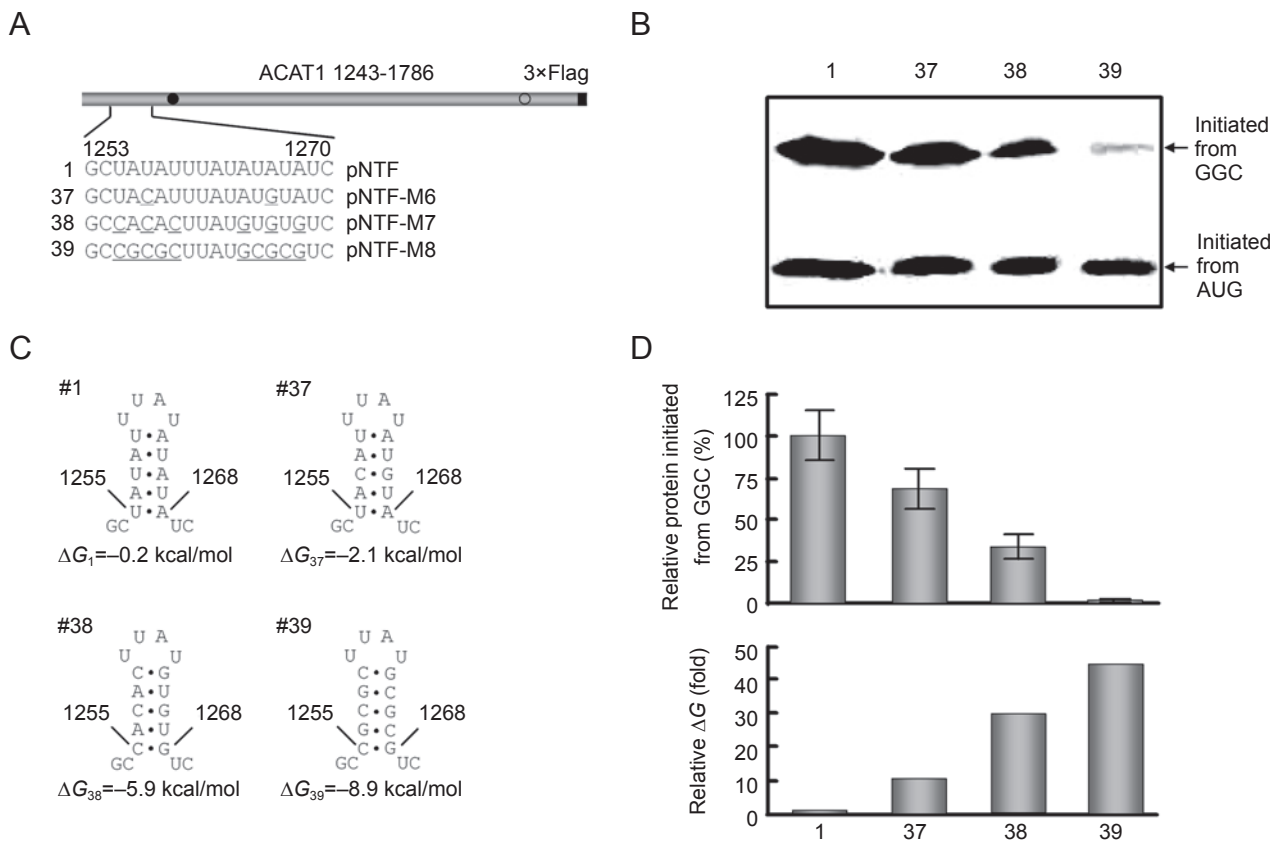 A
ACAT1 1243-1786 3×Flag
1253 1270
1 GCUAUAUUUAUAUAUAUC pNTF
37 GCUACAUUUAUAUGUAUC pNTF-M6
38 GCCACACUUAUGUGUGUC pNTF-M7
39 GCCGCGCUUAUGCGCGUC pNTF-M8
B
1 37 38 39
Initiated
from
GGC
Initiated
from
AUG
C
#1
U A
U U
U U
U • A
A • U
U • A
A • U
U • A
1255 1268
GC UC
ΔG1=–0.2 kcal/mol
#37
U A
U U
U • A
A • U
C • G
A • U
U • A
1255 1268
GC UC
ΔG37=–2.1 kcal/mol
#38
U A
U U
C • G
A • U
C • G
A • U
C • G
1255 1268
GC UC
ΔG38=–5.9 kcal/mol
#39
U A
U U
C • G
G • C
C • G
G • C
C • G
1255 1268
GC UC
ΔG39=–8.9 kcal/mol
D
Relative protein initiated
from GGC (%)
125
100
75
50
25
0
Relative ΔG (fold)
50
40
30
20
10
0
1 37 38 39